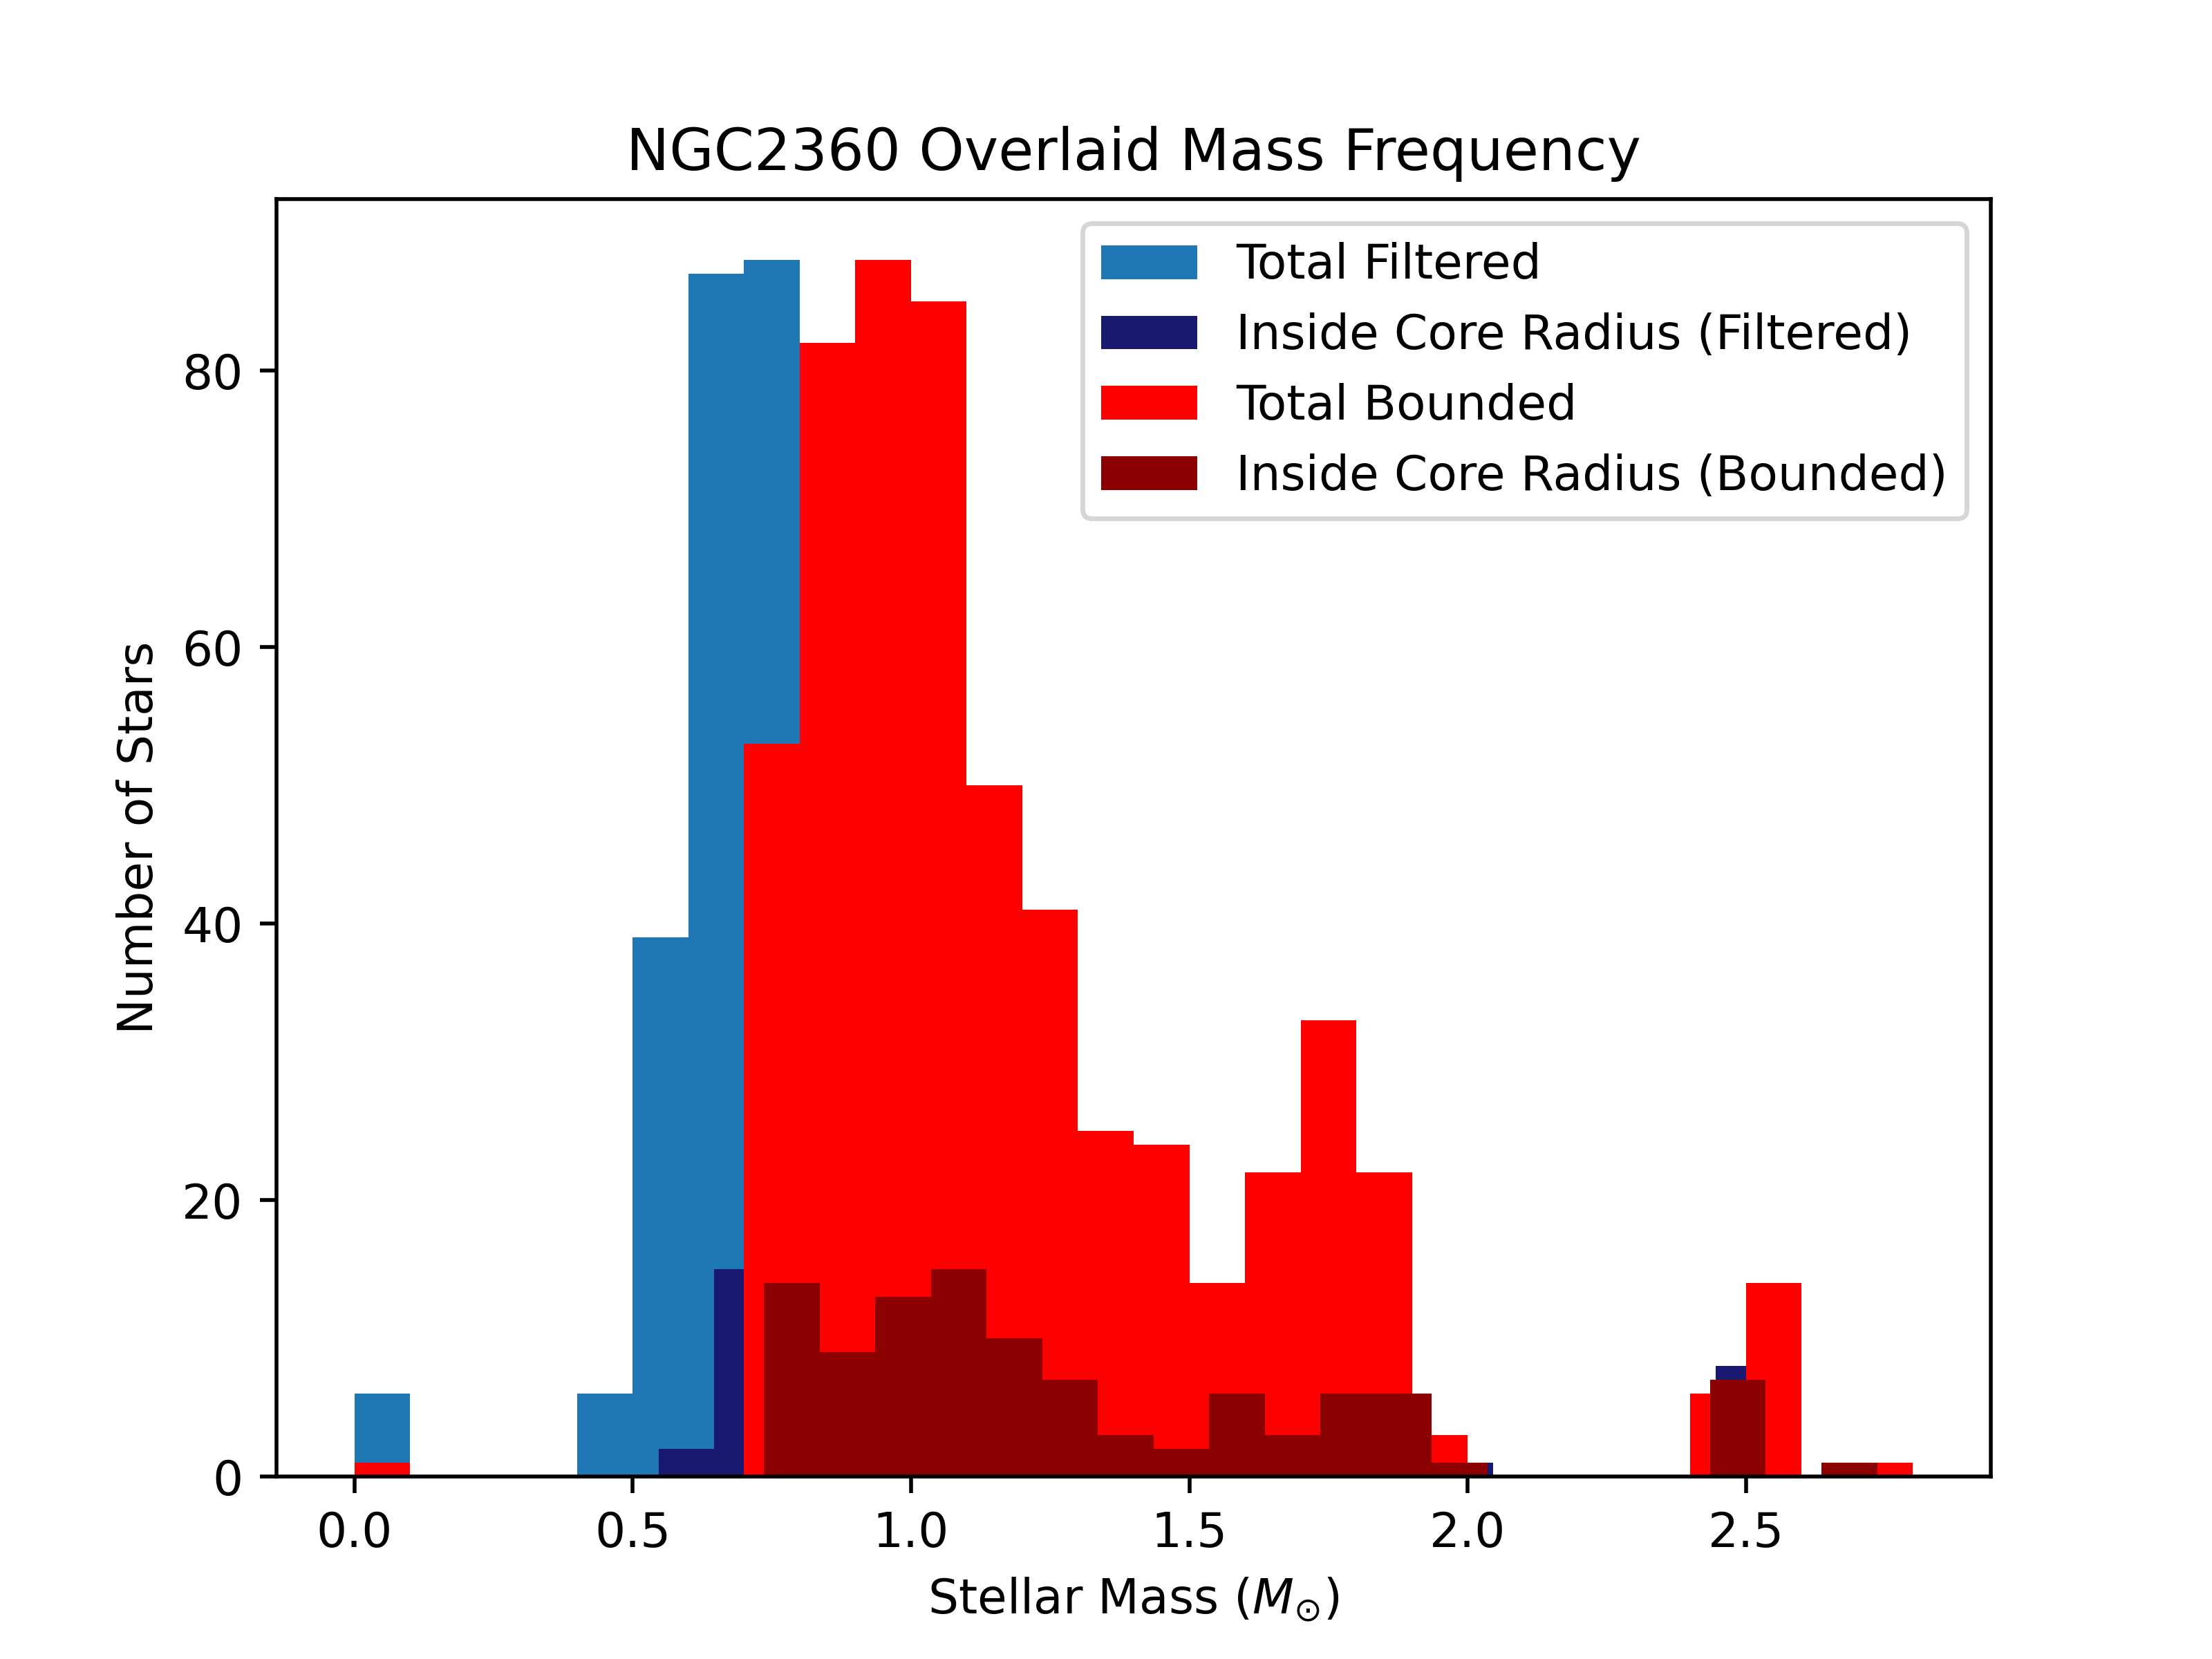 NGC2360 Overlaid Mass Frequency
Total Filtered
Inside Core Radius (Filtered)
Total Bounded
Inside Core Radius (Bounded)
Number of Stars
80
60
40
20
0
0.0 0.5 1.0 1.5 2.0 2.5
Stellar Mass (M☉)